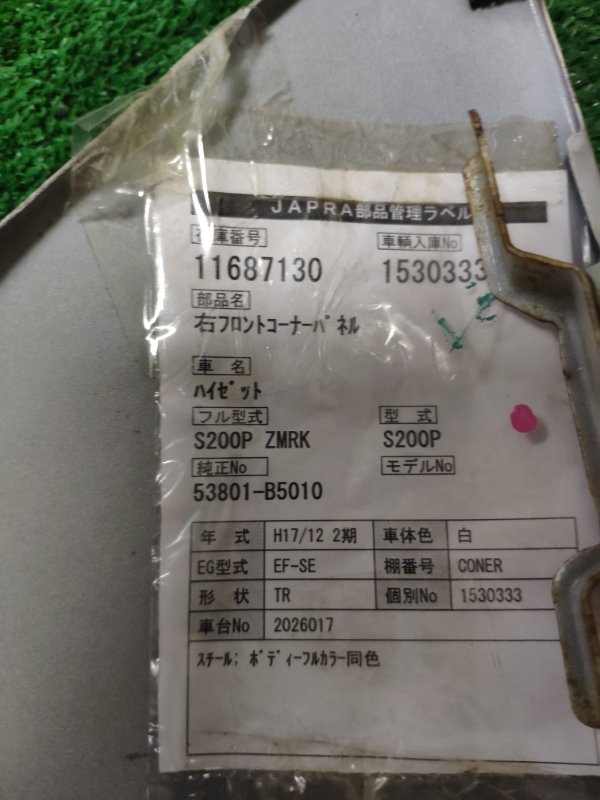 JAPRA部品管理ラベル
在庫番号 車輌入庫No
11687130 1530333
部品名
右フロントコーナーパネル
車 名
ハイゼット
フル型式 型 式
S200P ZMRK S200P
純正No モデルNo
53801-B5010
年 式 H17/12 2期 車体色 白
EG型式 EF-SE 棚番号 CONER
形 状 TR 個別No 1530333
車台No 2026017
スチール; ボディーフルカラー同色